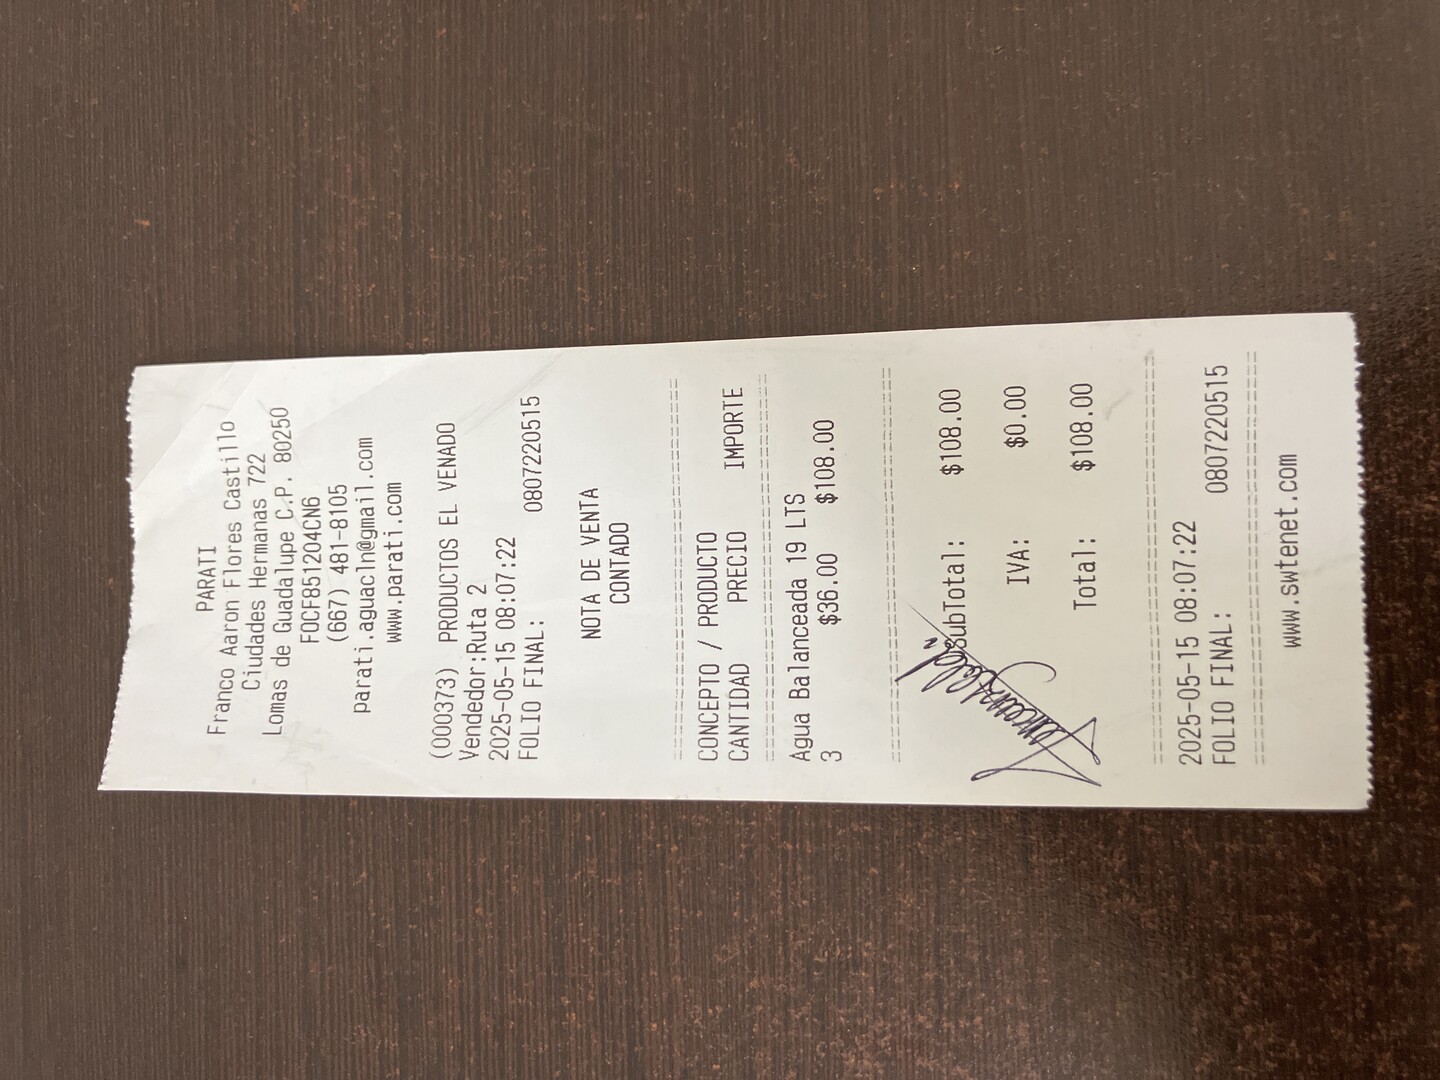 PARATI
Franco Aaron Flores Castillo
Ciudades Hermanas 722
Lomas de Guadalupe C.P. 80250
FOCF851204CN6
(667) 481-8105
parati.aguacln@gmail.com
www.parati.com
(000373) PRODUCTOS EL VENADO
Vendedor:Ruta 2
2025-05-15 08:07:22
FOLIO FINAL: 0807220515
NOTA DE VENTA
CONTADO
CONCEPTO / PRODUCTO
CANTIDAD PRECIO IMPORTE
Agua Balanceada 19 LTS
3 $36.00 $108.00
SubTotal: $108.00
IVA: $0.00
Total: $108.00
2025-05-15 08:07:22
FOLIO FINAL: 0807220515
www.swtenet.com